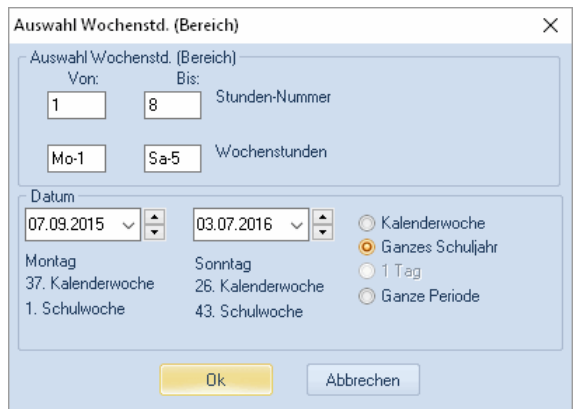 Auswahl Wochenstd. (Bereich)
Auswahl Wochenstd. (Bereich)
Von: Bis:
1 8 Stunden-Nummer
Mo-1 Sa-5 Wochenstunden
Datum
07.09.2015 03.07.2016
Kalenderwoche
Ganzes Schuljahr
1 Tag
Ganze Periode
Montag
37. Kalenderwoche
1. Schulwoche
Sonntag
26. Kalenderwoche
43. Schulwoche
Ok Abbrechen